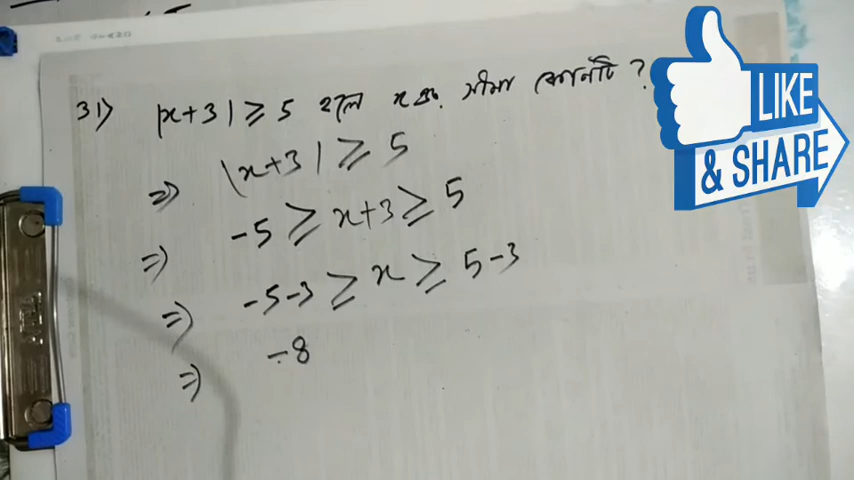 31) |x+3| ≥ 5 হলে x এর সীমা কোনটি ?
⇒ |x+3| ≥ 5
⇒ -5 ≥ x+3 ≥ 5
⇒ -5-3 ≥ x ≥ 5-3
⇒ -8
LIKE
& SHARE